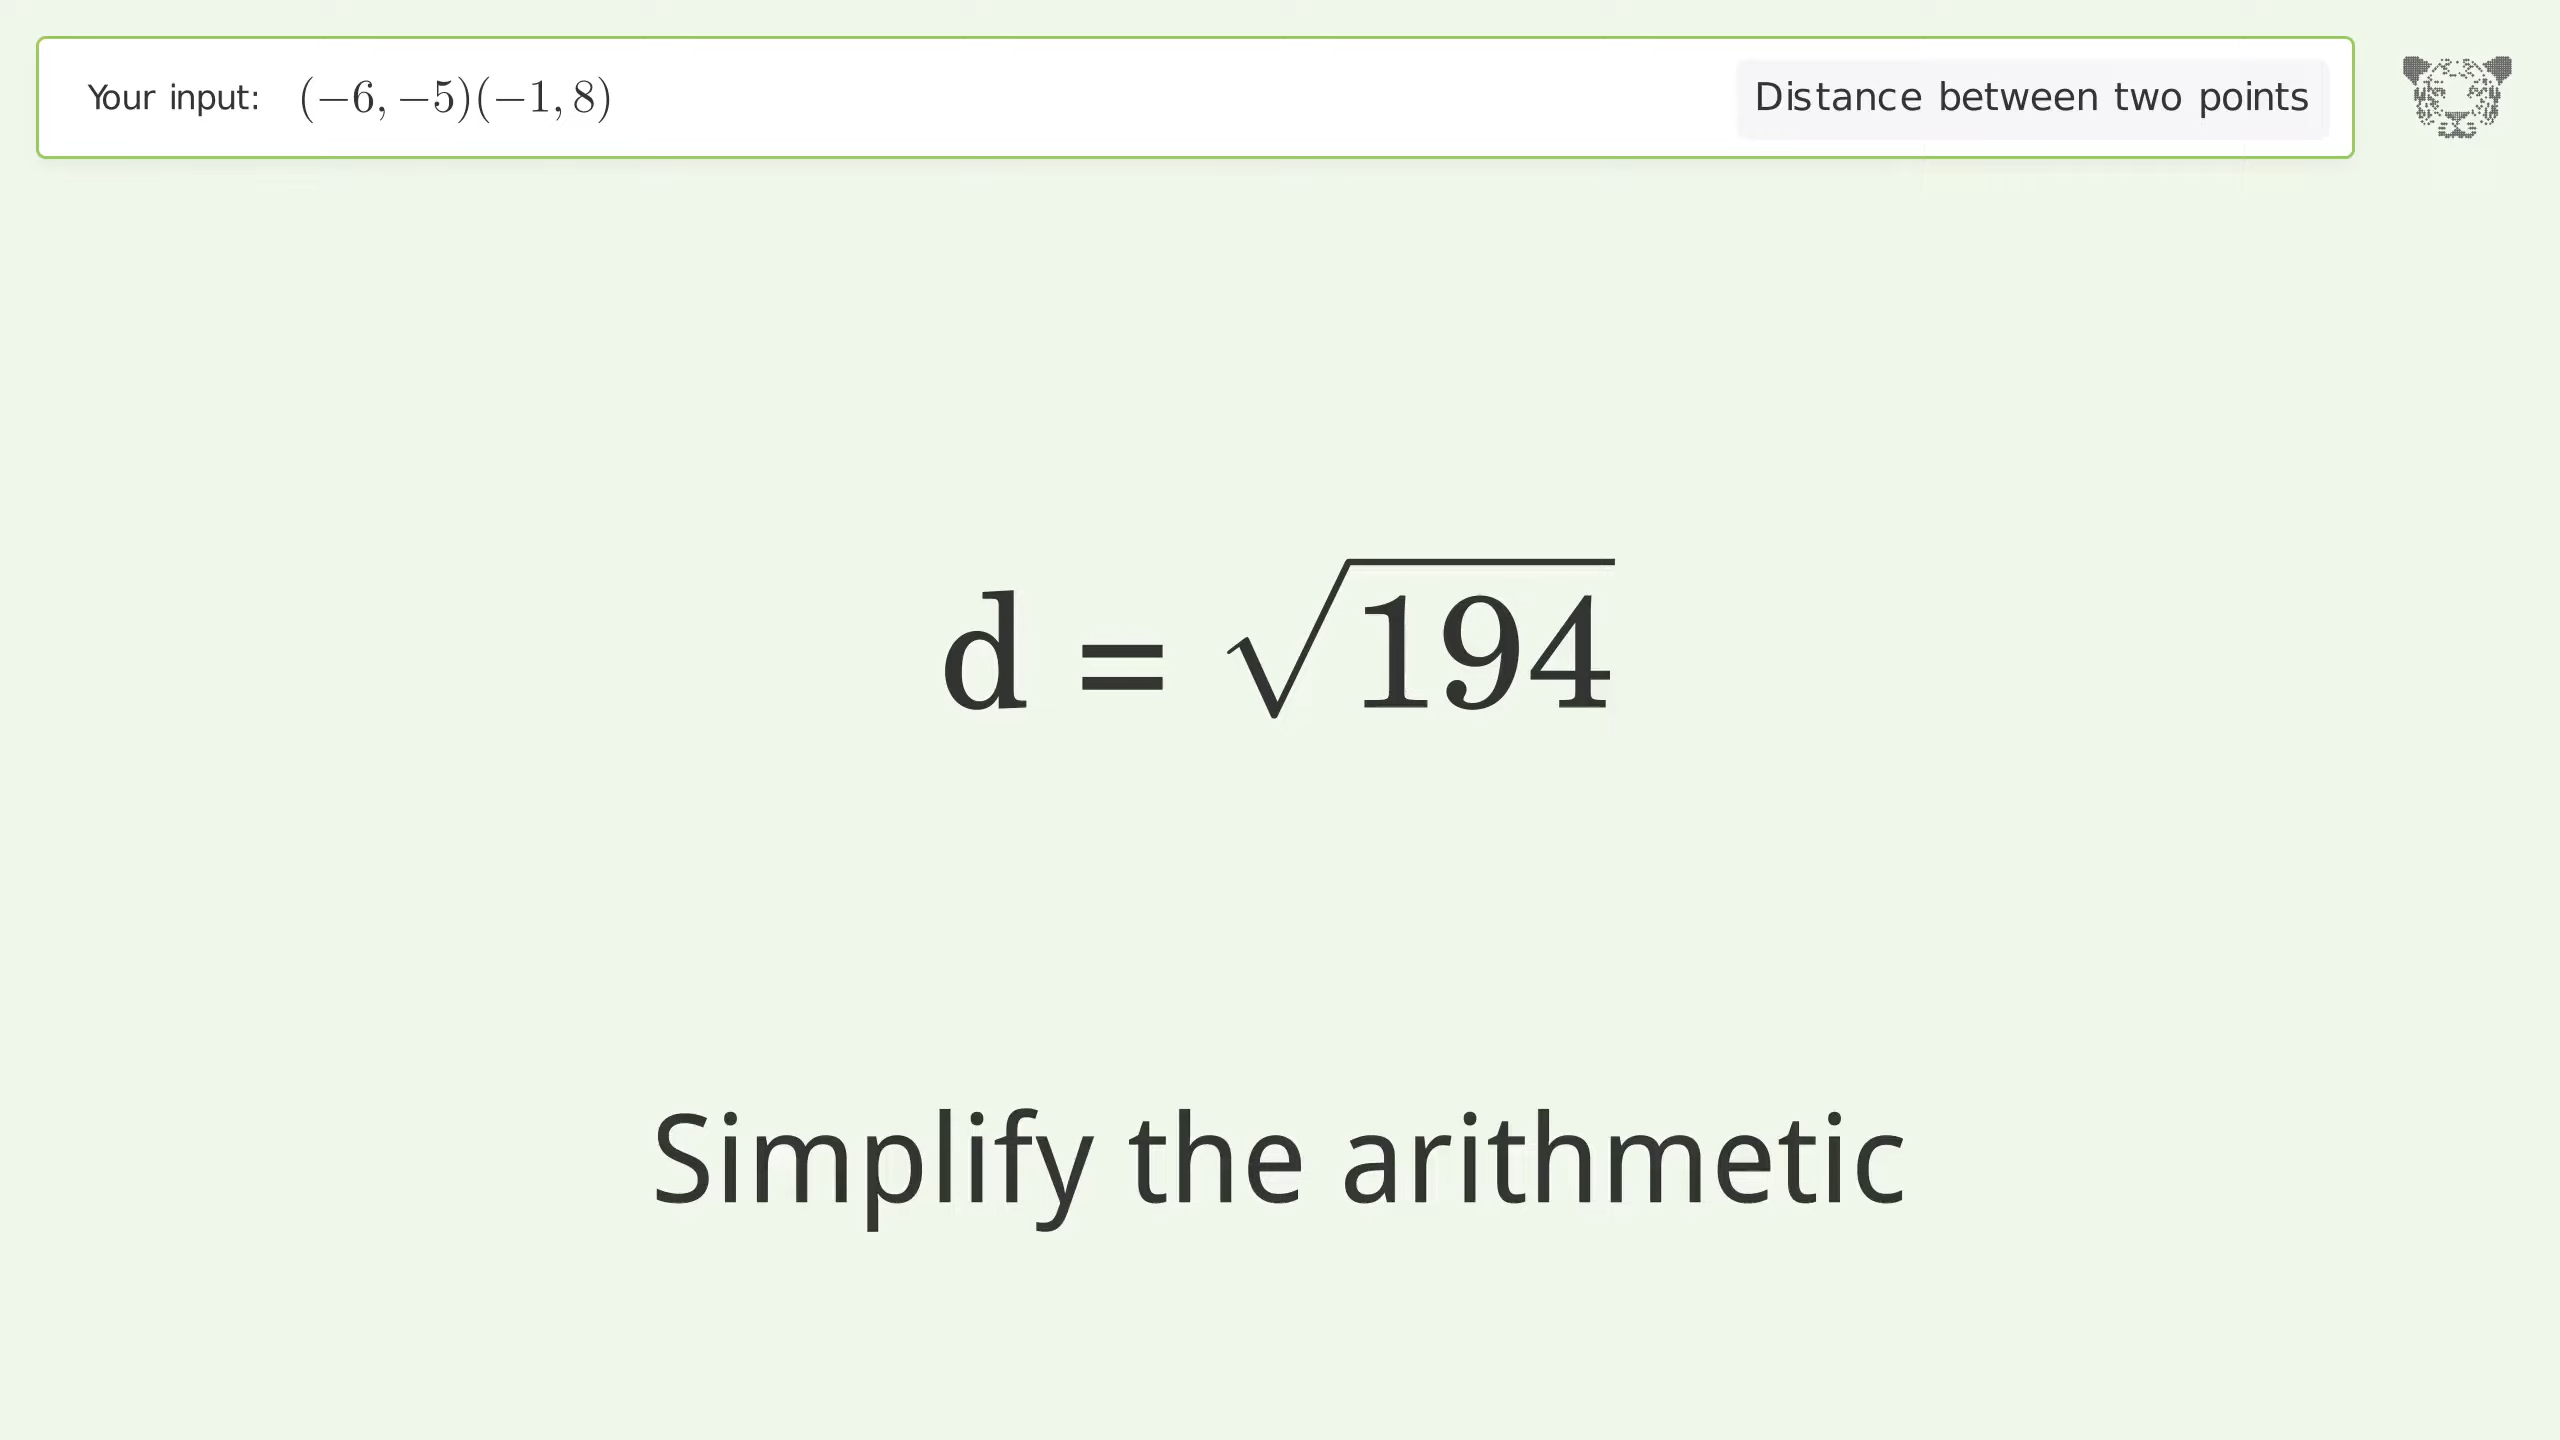 Your input: (−6, −5)(−1, 8)
Distance between two points
d = √194
Simplify the arithmetic